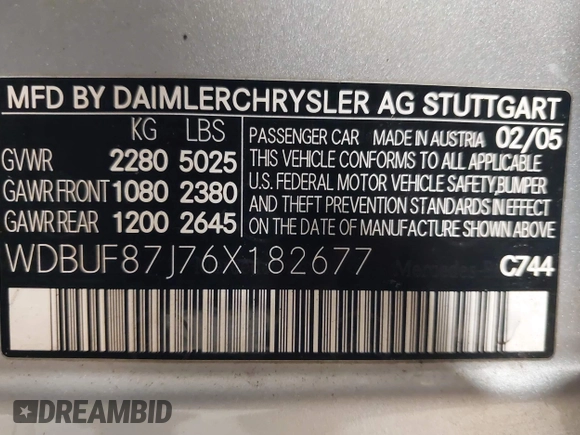 MFD BY DAIMLERCHRYSLER AG STUTTGART
KG LBS
GVWR 2280 5025
GAWR FRONT 1080 2380
GAWR REAR 1200 2645
PASSENGER CAR MADE IN AUSTRIA 02/05
THIS VEHICLE CONFORMS TO ALL APPLICABLE
U.S. FEDERAL MOTOR VEHICLE SAFETY,BUMPER
AND THEFT PREVENTION STANDARDS IN EFFECT
ON THE DATE OF MANUFACTURE SHOWN ABOVE.
WDBUF87J76X182677
C744
DREAMBID